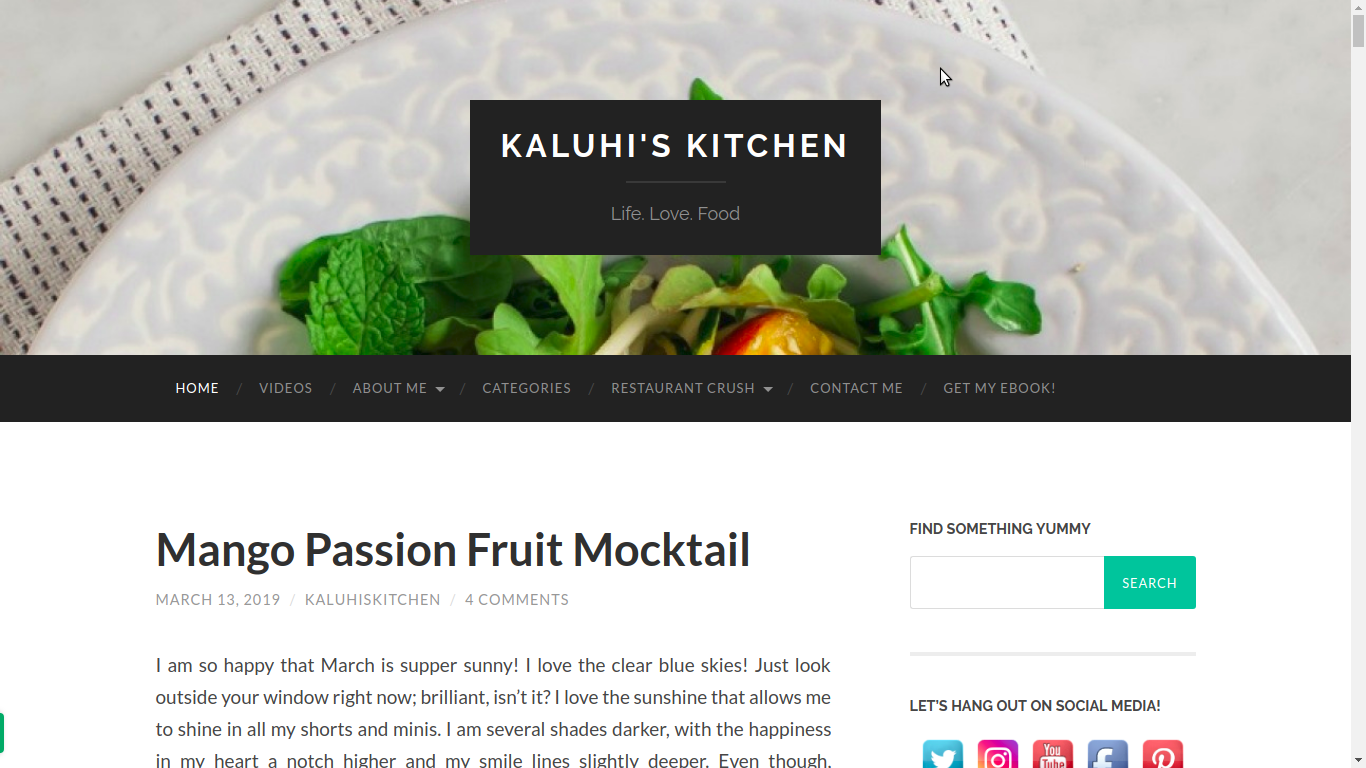 KALUHI'S KITCHEN
Life. Love. Food
HOME / VIDEOS / ABOUT ME / CATEGORIES / RESTAURANT CRUSH / CONTACT ME / GET MY EBOOK!
Mango Passion Fruit Mocktail
MARCH 13, 2019 / KALUHISKITCHEN / 4 COMMENTS
I am so happy that March is supper sunny! I love the clear blue skies! Just look
outside your window right now; brilliant, isn’t it? I love the sunshine that allows me
to shine in all my shorts and minis. I am several shades darker, with the happiness
in my heart a notch higher and my smile lines slightly deeper. Even though,
FIND SOMETHING YUMMY
SEARCH
LET’S HANG OUT ON SOCIAL MEDIA!
You
Tube